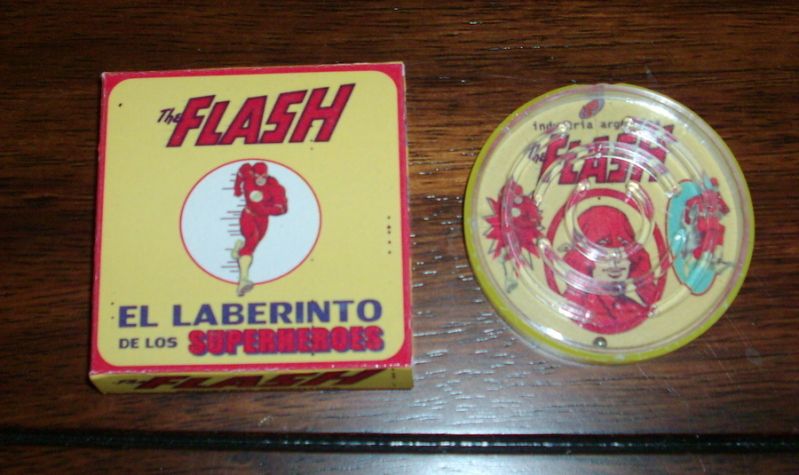 The FLASH
EL LABERINTO
DE LOS SUPERHEROES
The FLASH
industria argentina
The FLASH